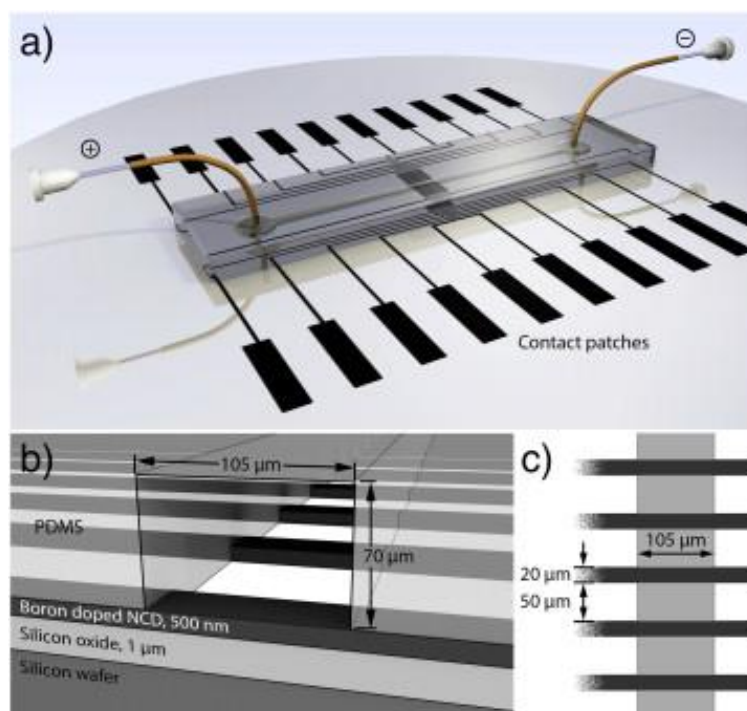 a)
⊕
⊖
Contact patches
b)
105 µm
PDMS
70 µm
Boron doped NCD, 500 nm
Silicon oxide, 1 µm
Silicon wafer
c)
105 µm
20 µm
50 µm